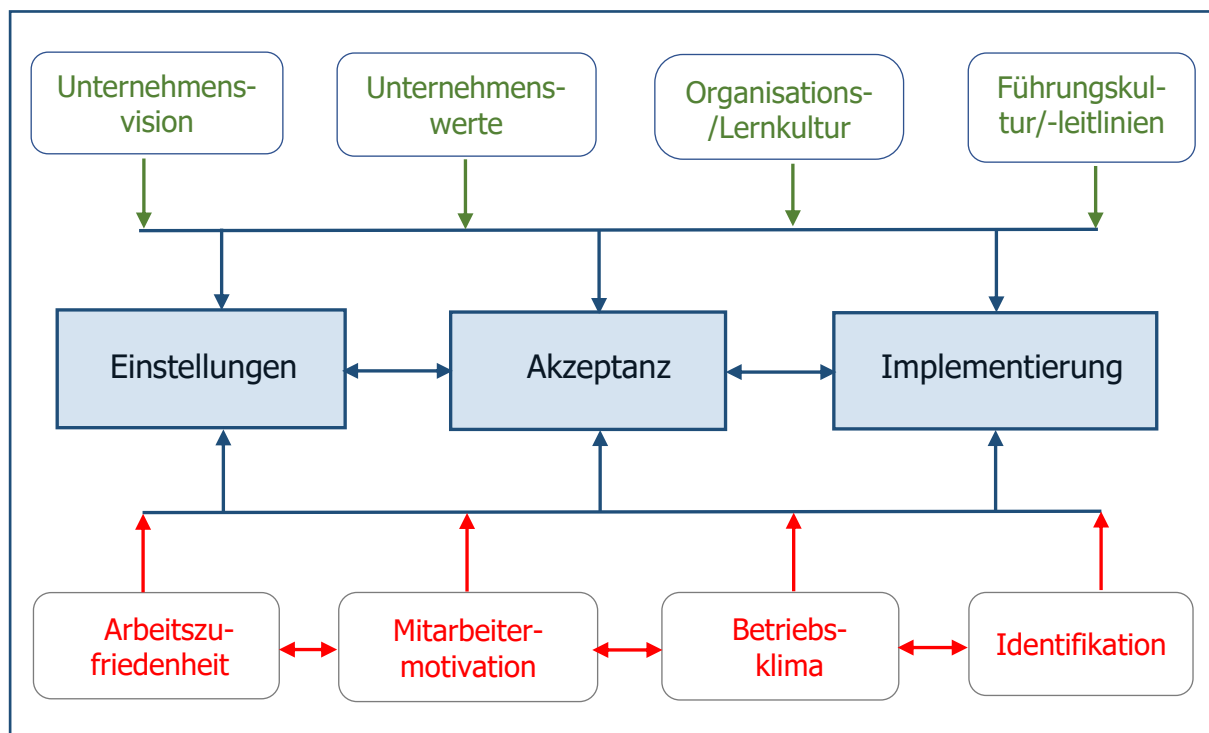 Unternehmens-
vision
Unternehmens-
werte
Organisations-
/Lernkultur
Führungskul-
tur/-leitlinien
Einstellungen
Akzeptanz
Implementierung
Arbeitszu-
friedenheit
Mitarbeiter-
motivation
Betriebs-
klima
Identifikation